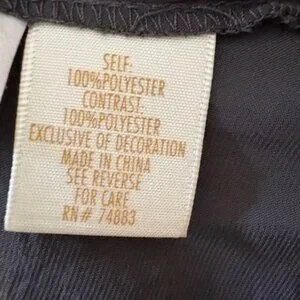 SELF:
100%POLYESTER
CONTRAST:
100%POLYESTER
EXCLUSIVE OF DECORATION
MADE IN CHINA
SEE REVERSE
FOR CARE
RN# 74883